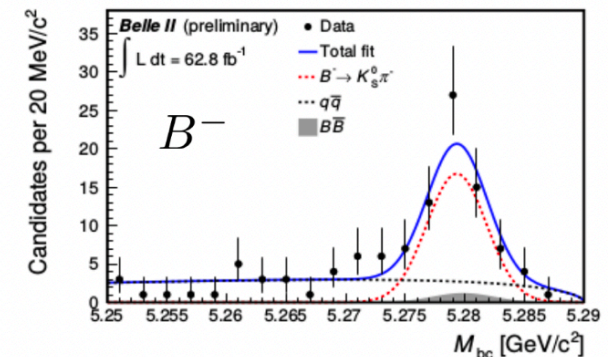 Belle II (preliminary)
∫ L dt = 62.8 fb⁻¹
B⁻
Data
Total fit
B⁻→ K⁰_S π⁻
qq̅
BB̅
Candidates per 20 MeV/c²
35
30
25
20
15
10
5
0
5.25 5.255 5.26 5.265 5.27 5.275 5.28 5.285 5.29
M_bc [GeV/c²]